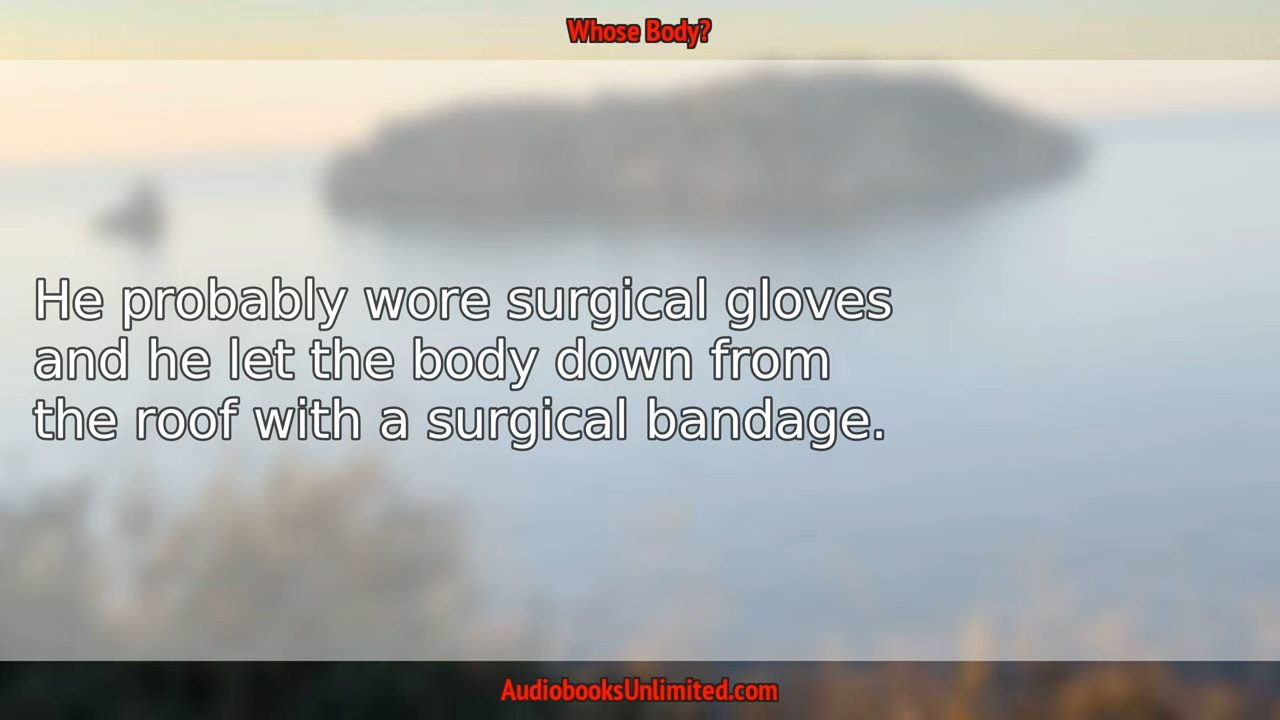 Whose Body?
He probably wore surgical gloves
and he let the body down from
the roof with a surgical bandage.
AudiobooksUnlimited.com